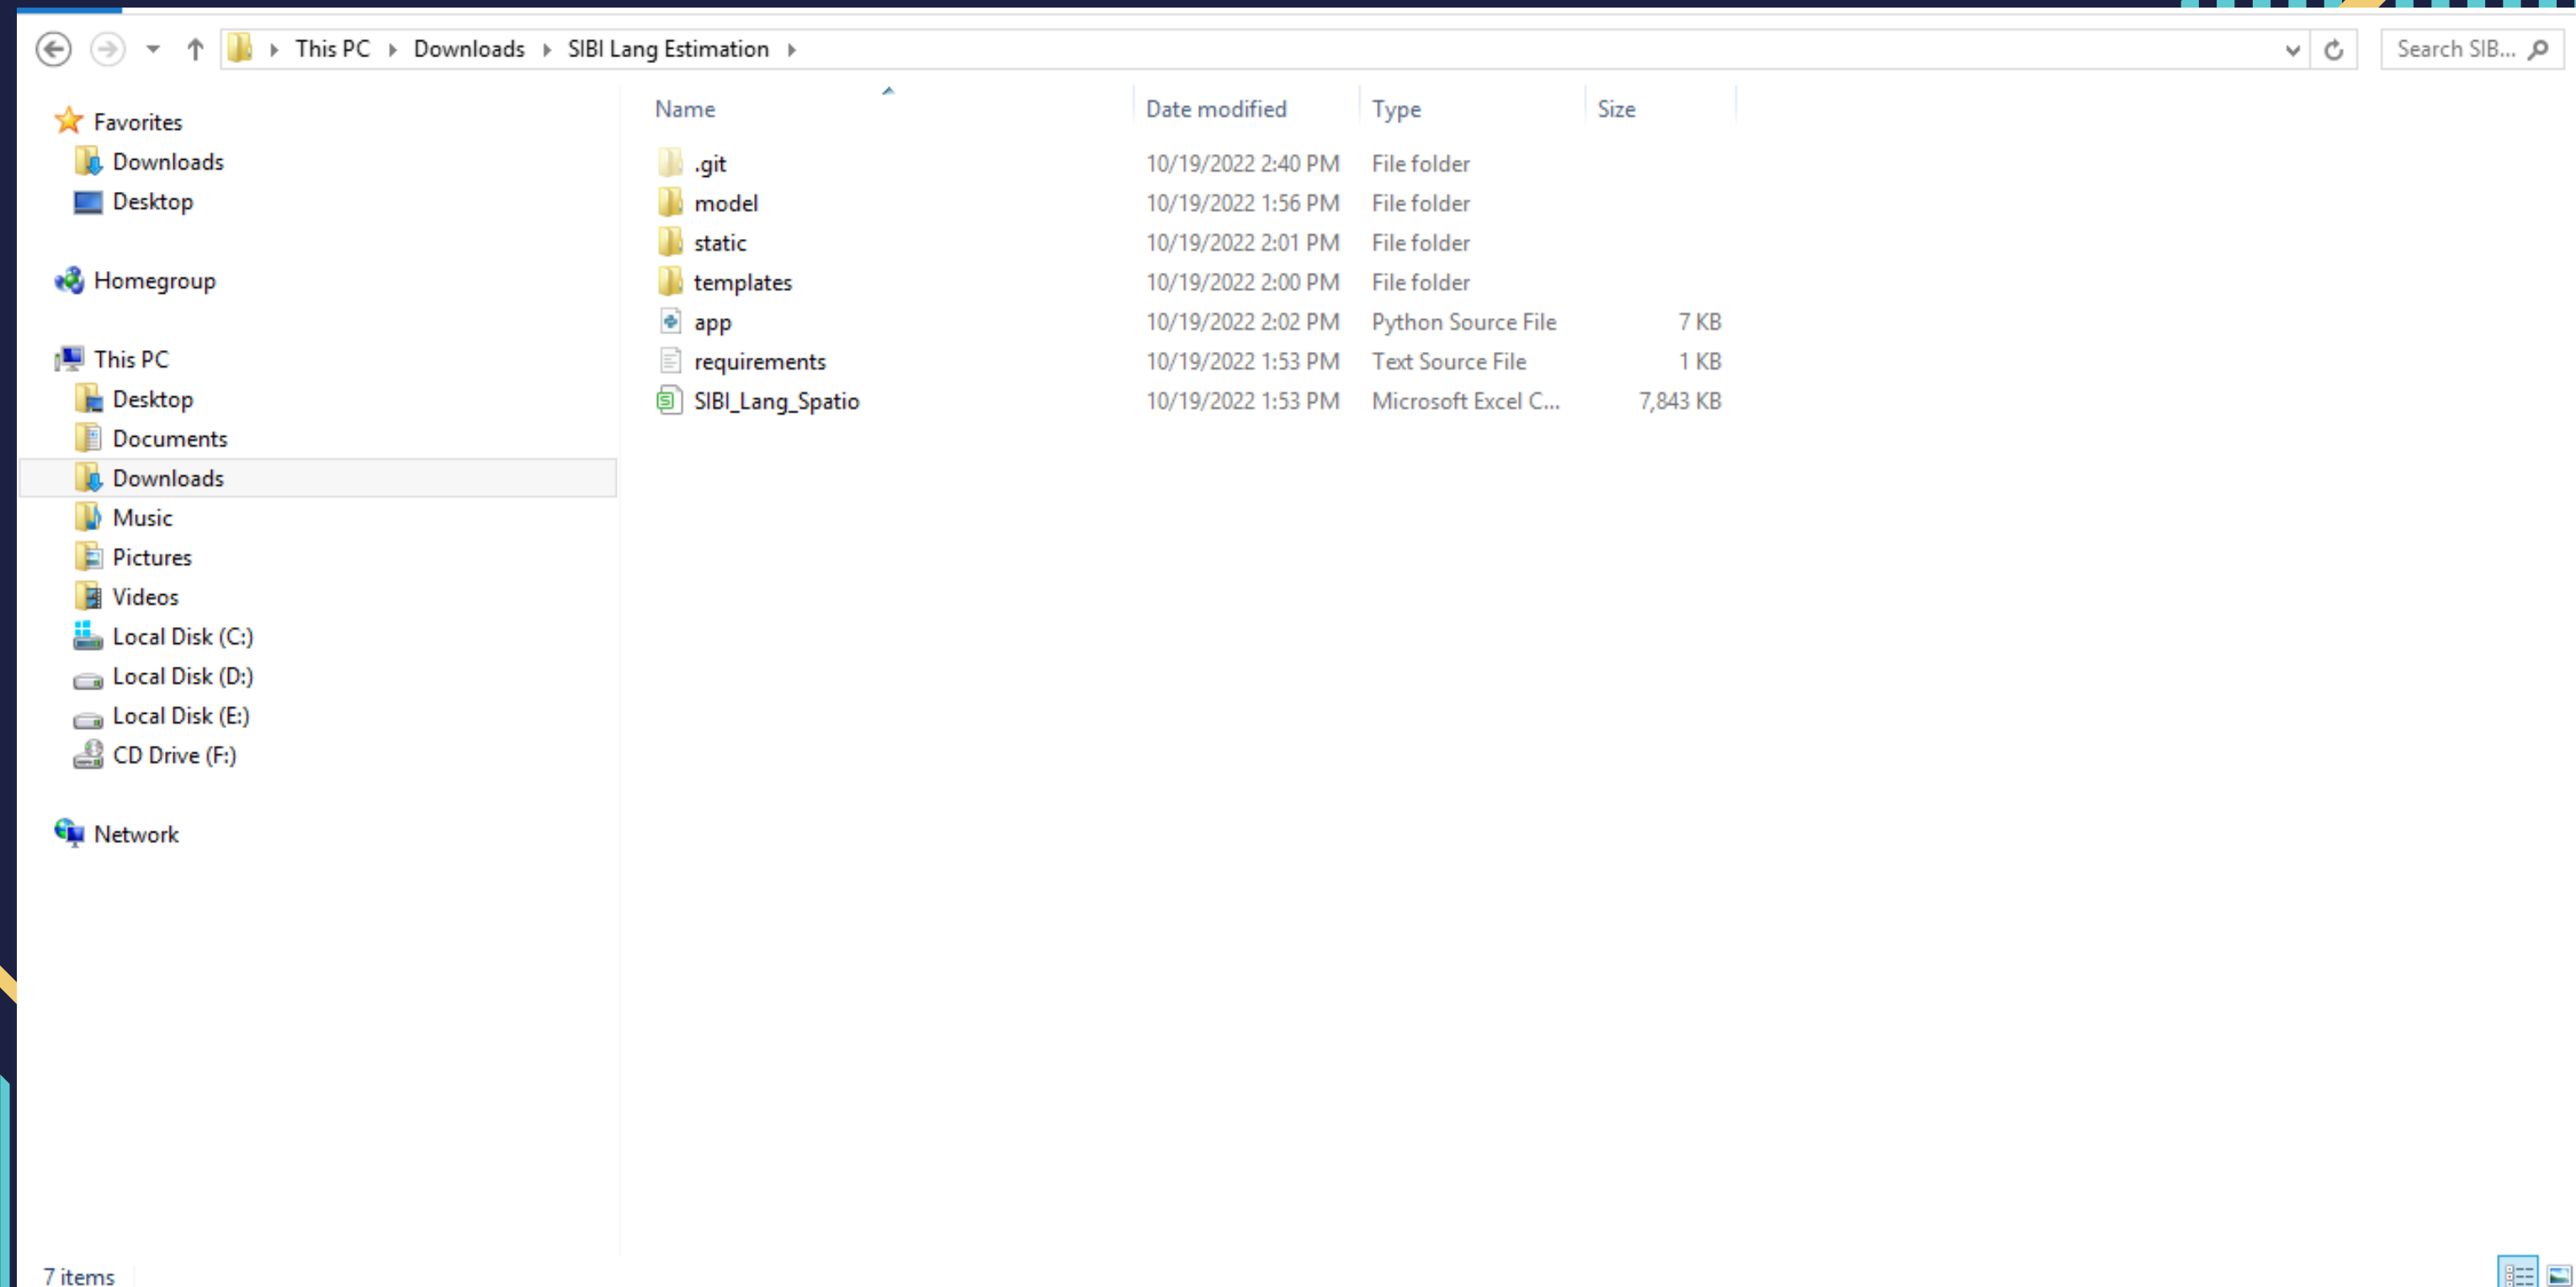 This PC Downloads SIBI Lang Estimation Search SIB...
Favorites
Downloads
Desktop
Homegroup
This PC
Desktop
Documents
Downloads
Music
Pictures
Videos
Local Disk (C:)
Local Disk (D:)
Local Disk (E:)
CD Drive (F:)
Network
Name Date modified Type Size
.git 10/19/2022 2:40 PM File folder
model 10/19/2022 1:56 PM File folder
static 10/19/2022 2:01 PM File folder
templates 10/19/2022 2:00 PM File folder
app 10/19/2022 2:02 PM Python Source File 7 KB
requirements 10/19/2022 1:53 PM Text Source File 1 KB
SIBI_Lang_Spatio 10/19/2022 1:53 PM Microsoft Excel C... 7,843 KB
7 items